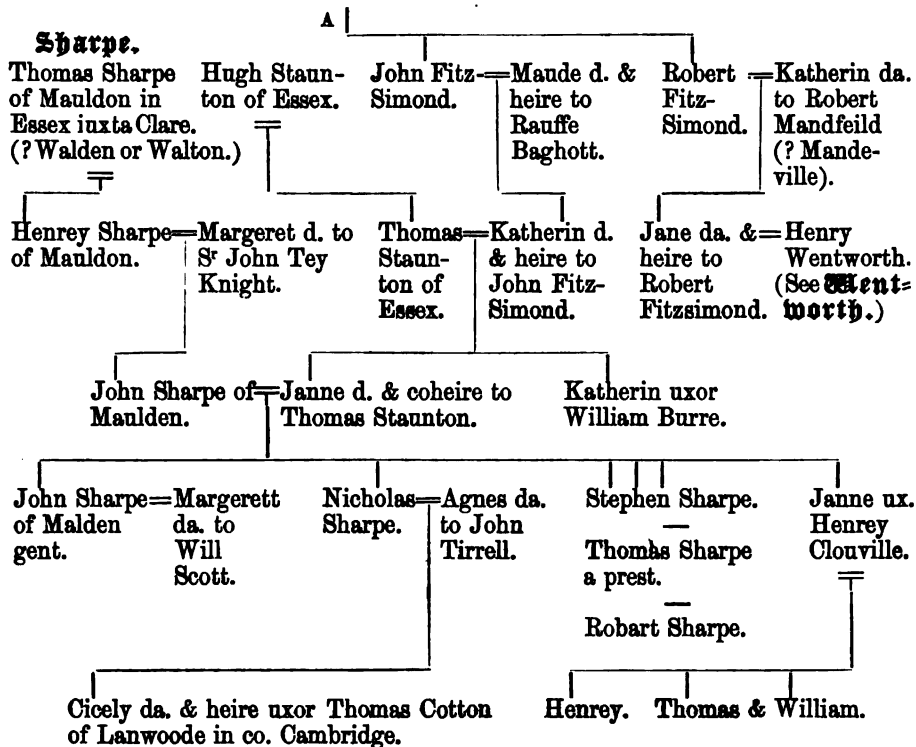 A
Sharpe.
Thomas Sharpe
of Mauldon in
Essex iuxta Clare.
(? Walden or Walton.)
Hugh Staun-
ton of Essex.
John Fitz-
Simond.
Maude d. &
heire to
Rauffe
Baghott.
Robert
Fitz-
Simond.
Katherin da.
to Robert
Mandfeild
(? Mande-
ville).
Henrey Sharpe
of Mauldon.
Margeret d. to
Sr John Tey
Knight.
Thomas
Staun-
ton of
Essex.
Katherin d.
& heire to
John Fitz-
Simond.
Jane da. &
heire to
Robert
Fitzsimond.
Henry
Wentworth.
(See Went-
worth.)
John Sharpe of
Maulden.
Janne d. & coheire to
Thomas Staunton.
Katherin uxor
William Burre.
John Sharpe
of Malden
gent.
Margerett
da. to
Will
Scott.
Nicholas
Sharpe.
Agnes da.
to John
Tirrell.
Stephen Sharpe.
Thomas Sharpe
a prest.
Robart Sharpe.
Janne ux.
Henrey
Clouville.
Cicely da. & heire uxor Thomas Cotton
of Lanwoode in co. Cambridge.
Henrey.
Thomas & William.